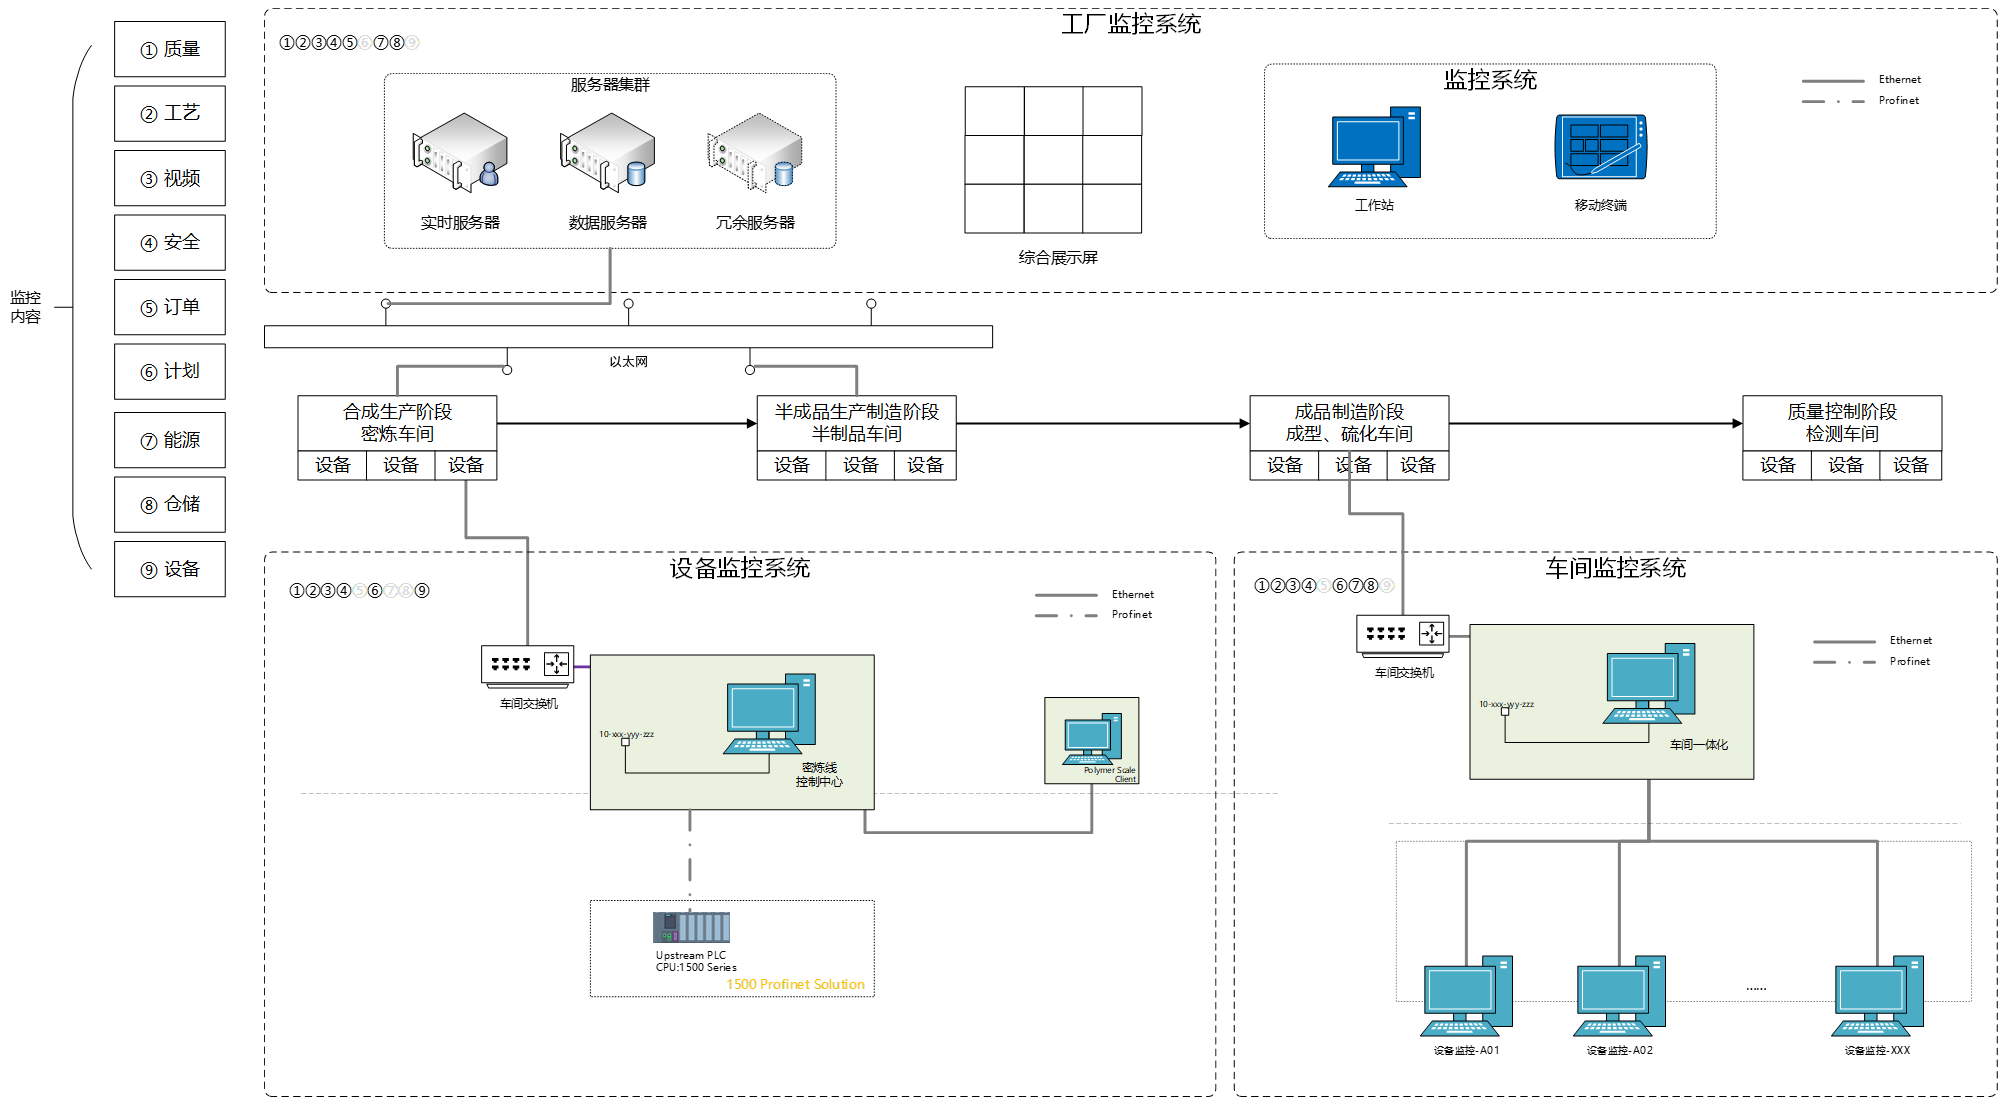 监控
内容
① 质量
② 工艺
③ 视频
④ 安全
⑤ 订单
⑥ 计划
⑦ 能源
⑧ 仓储
⑨ 设备
工厂监控系统
①②③④⑤⑥⑦⑧⑨
服务器集群
实时服务器
数据服务器
冗余服务器
综合展示屏
监控系统
工作站
移动终端
Ethernet
Profinet
以太网
合成生产阶段
密炼车间
设备 设备 设备
半成品生产制造阶段
半制品车间
设备 设备 设备
成品制造阶段
成型、硫化车间
设备 设备 设备
质量控制阶段
检测车间
设备 设备 设备
设备监控系统
①②③④⑤⑥⑦⑧⑨
Ethernet
Profinet
车间交换机
10-xxx-yyy-zzz
密炼线
控制中心
Polymer Scale
Client
Upstream PLC
CPU:1500 Series
1500 Profinet Solution
车间监控系统
①②③④⑤⑥⑦⑧⑨
Ethernet
Profinet
车间交换机
10-xxx-yyy-zzz
车间一体化
......
设备监控-A01
设备监控-A02
设备监控-XXX